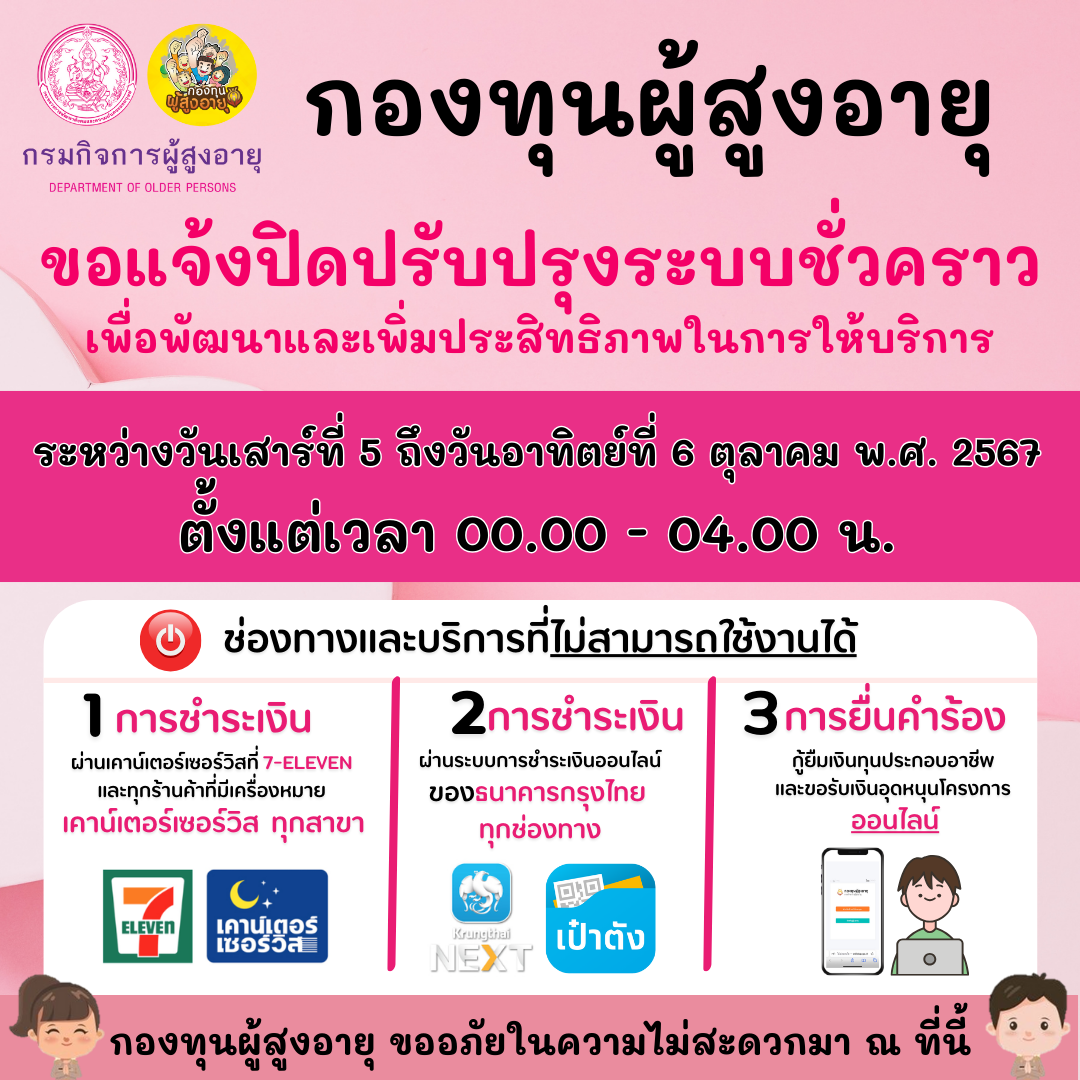 กองทุน
ผู้สูงอายุ
กรมกิจการผู้สูงอายุ
DEPARTMENT OF OLDER PERSONS
กองทุนผู้สูงอายุ
ขอแจ้งปิดปรับปรุงระบบชั่วคราว
เพื่อพัฒนาและเพิ่มประสิทธิภาพในการให้บริการ
ระหว่างวันเสาร์ที่ 5 ถึงวันอาทิตย์ที่ 6 ตุลาคม พ.ศ. 2567
ตั้งแต่เวลา 00.00 - 04.00 น.
ช่องทางและบริการที่ไม่สามารถใช้งานได้
1 การชำระเงิน
ผ่านเคาน์เตอร์เซอร์วิสที่ 7-ELEVEN
และทุกร้านค้าที่มีเครื่องหมาย
เคาน์เตอร์เซอร์วิส ทุกสาขา
7
ELEVEN
เคาน์เตอร์
เซอร์วิส
2 การชำระเงิน
ผ่านระบบการชำระเงินออนไลน์
ของธนาคารกรุงไทย
ทุกช่องทาง
Krungthai
NEXT
เป๋าตัง
3 การยื่นคำร้อง
กู้ยืมเงินทุนประกอบอาชีพ
และขอรับเงินอุดหนุนโครงการ
ออนไลน์
กองทุนผู้สูงอายุ
กองทุนผู้สูงอายุ ขออภัยในความไม่สะดวกมา ณ ที่นี้